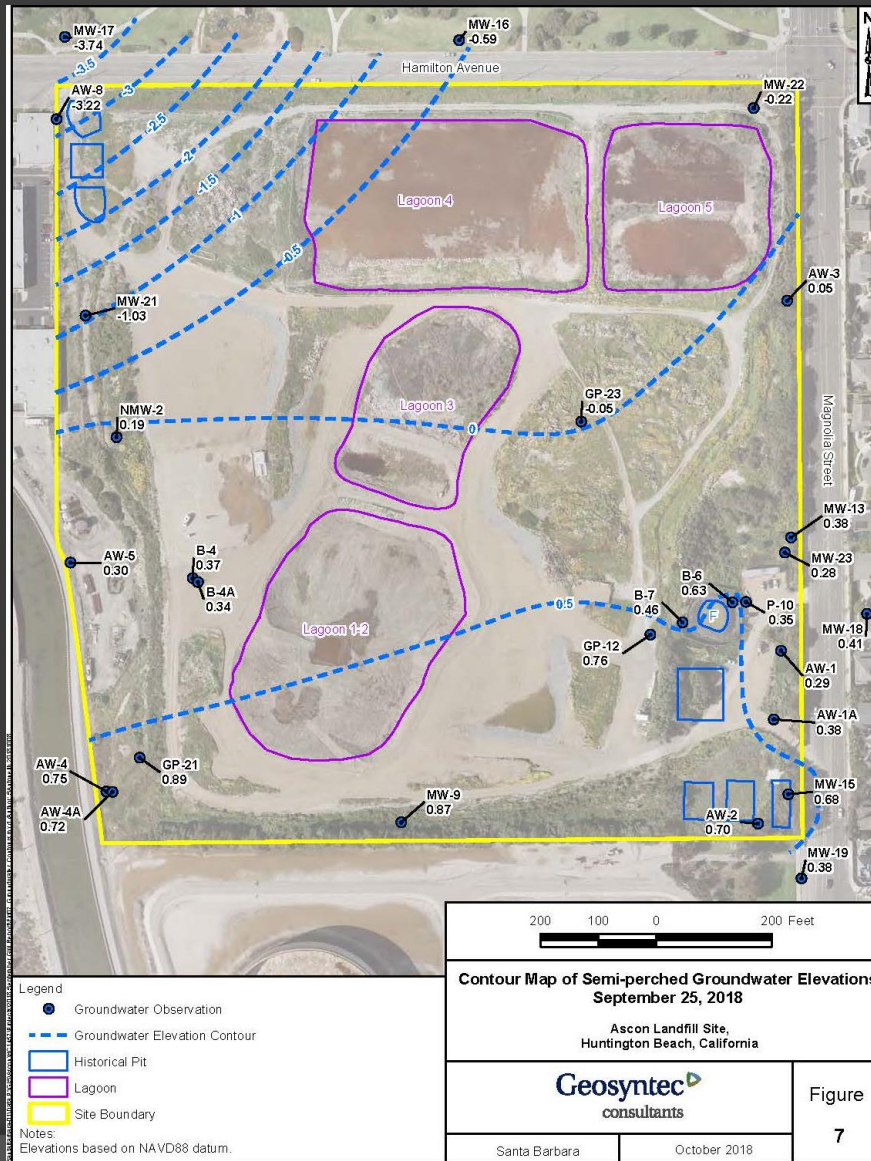 MW-17
-3.74
MW-16
-0.59
N
Hamilton Avenue
-3.5
AW-8
-3.22
-3
-2.5
-2
-1.5
-1
-0.5
MW-22
-0.22
Lagoon 4
Lagoon 5
AW-3
0.05
MW-21
-1.03
NMW-2
0.19
Lagoon 3
0
GP-23
-0.05
Magnolia Street
MW-13
0.38
MW-23
0.28
AW-5
0.30
B-4
0.37
B-4A
0.34
0.5
B-7
0.46
B-6
0.63
F
P-10
0.35
MW-18
0.41
Lagoon 1-2
GP-12
0.76
AW-1
0.29
AW-1A
0.38
AW-4
0.75
GP-21
0.89
AW-4A
0.72
MW-9
0.87
AW-2
0.70
MW-15
0.68
MW-19
0.38
200 100 0 200 Feet
Contour Map of Semi-perched Groundwater Elevations
September 25, 2018
Ascon Landfill Site,
Huntington Beach, California
Geosyntec
consultants
Figure
7
Santa Barbara
October 2018
Legend
Groundwater Observation
Groundwater Elevation Contour
Historical Pit
Lagoon
Site Boundary
Notes:
Elevations based on NAVD88 datum.